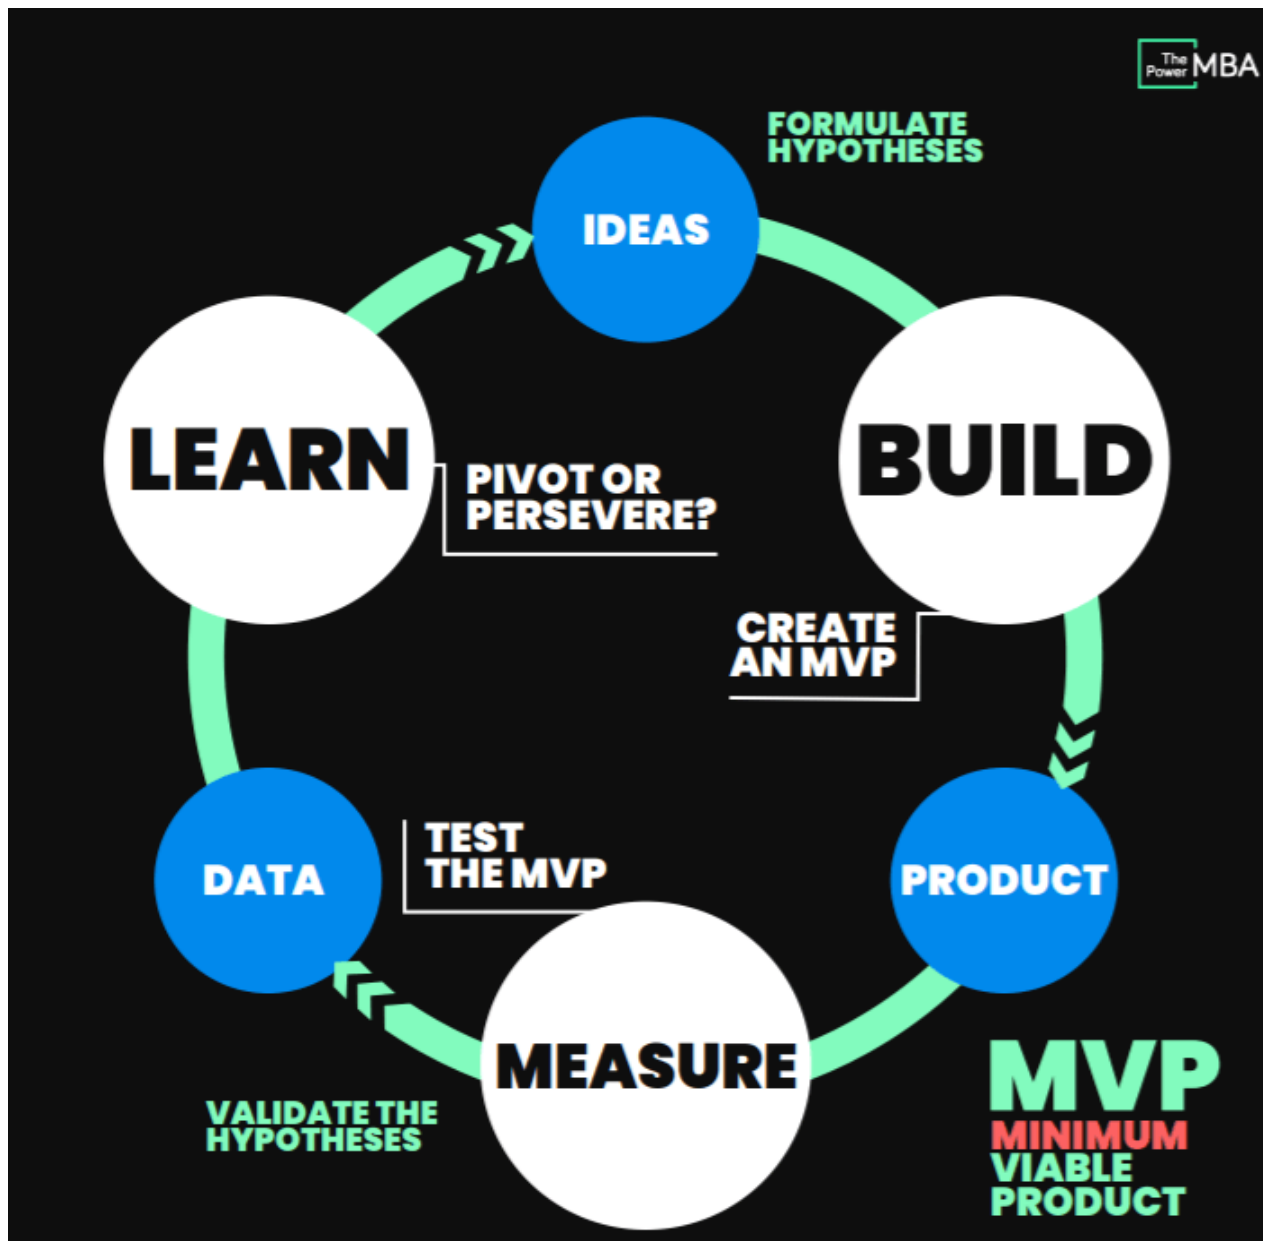 The
Power MBA
FORMULATE
HYPOTHESES
IDEAS
LEARN
BUILD
PIVOT OR
PERSEVERE?
CREATE
AN MVP
TEST
THE MVP
DATA
PRODUCT
MEASURE
VALIDATE THE
HYPOTHESES
MVP
MINIMUM
VIABLE
PRODUCT